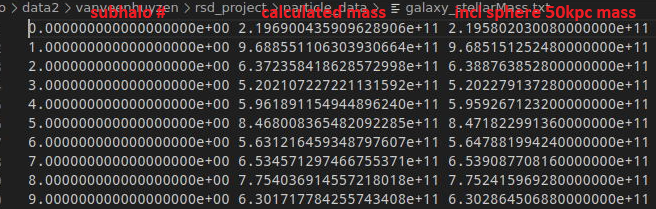 data2 vanveenhuyzen rsd_project particle_data galaxy_stellarMass.txt
subhalo # calculated mass incl sphere 50kpc mass
0.000000000000000000e+00 2.196900435909628906e+11 2.195802030080000000e+11
1.000000000000000000e+00 9.688551106303930664e+11 9.685151252480000000e+11
2.000000000000000000e+00 6.372358418628572998e+11 6.388763852800000000e+11
3.000000000000000000e+00 5.202107227221131592e+11 5.202279137280000000e+11
4.000000000000000000e+00 5.961891154944896240e+11 5.959267123200000000e+11
5.000000000000000000e+00 8.468008365482092285e+11 8.471822991360000000e+11
6.000000000000000000e+00 5.631216459348797607e+11 5.647881994240000000e+11
7.000000000000000000e+00 6.534571297466755371e+11 6.539087708160000000e+11
8.000000000000000000e+00 7.754036914557218018e+11 7.752415969280000000e+11
9.000000000000000000e+00 6.301717784255743408e+11 6.302864506880000000e+11